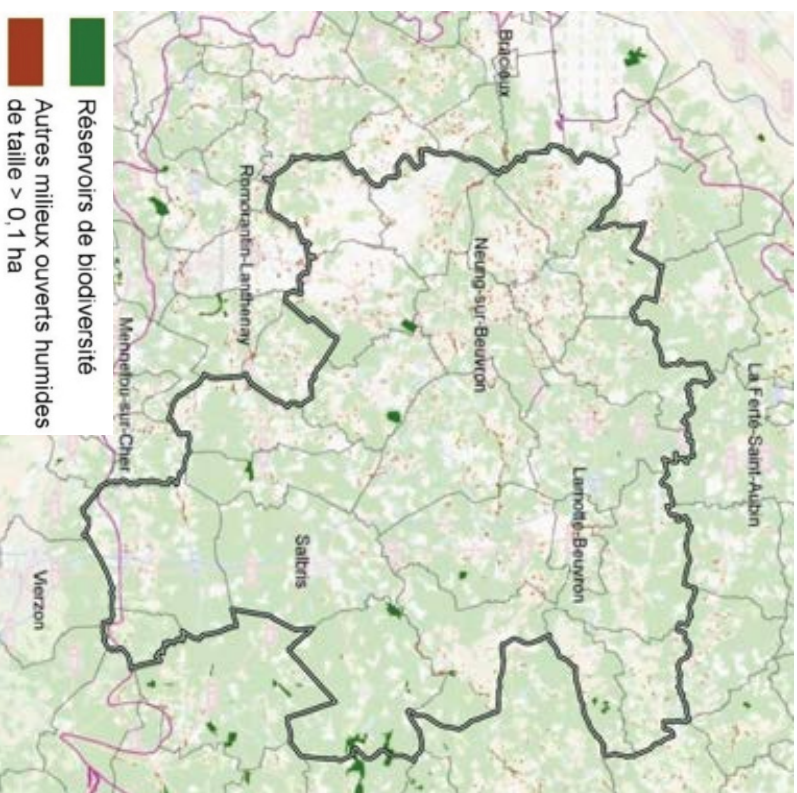 La Ferté-Saint-Aubin
Lamotte-Beuvron
Bracieux
Neung-sur-Beuvron
Salbris
Romorantin-Lanthenay
Mennetou-sur-Cher
Vierzon
Réservoirs de biodiversité
Autres milieux ouverts humides
de taille > 0,1 ha